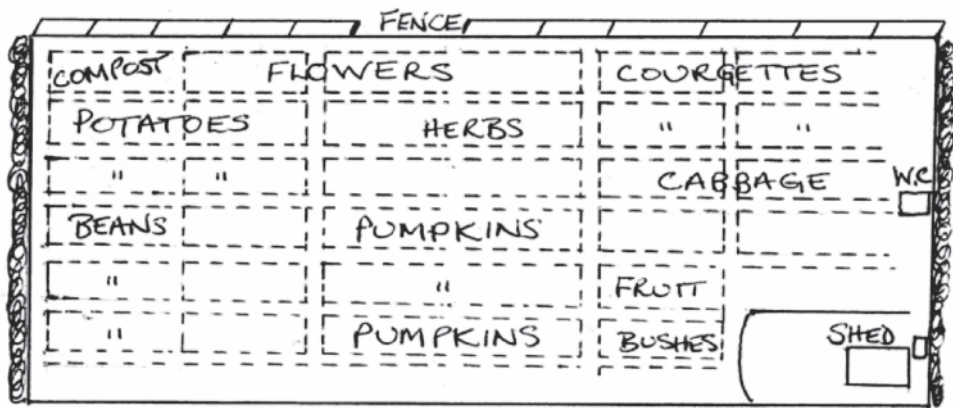 FENCE
COMPOST FLOWERS COURGETTES
POTATOES HERBS " "
" " CABBAGE W.C
BEANS PUMPKINS
" " FRUIT
" PUMPKINS BUSHES SHED